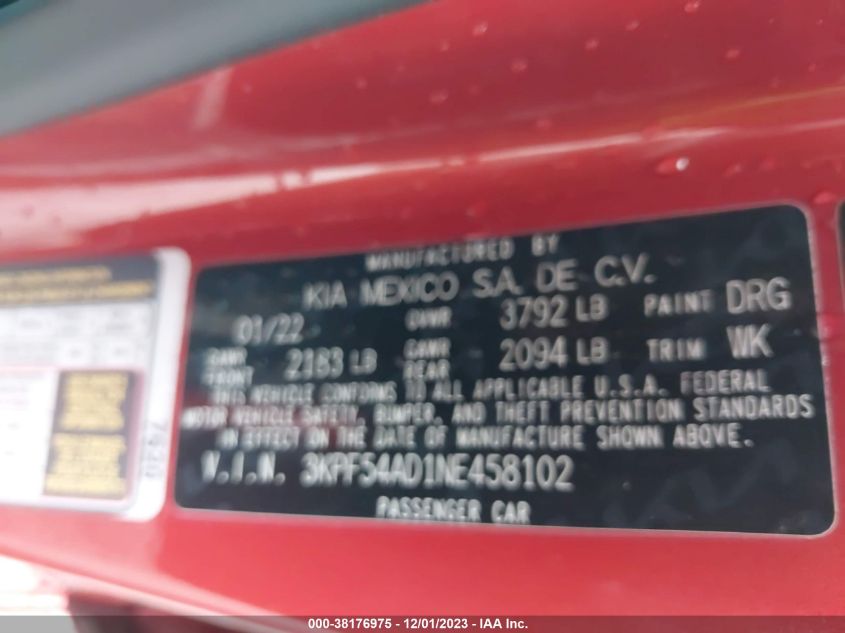 MANUFACTURED BY
KIA MEXICO S.A. DE C.V.
01/22 GVWR 3792 LB PAINT DRG
GAWR FRONT 2183 LB GAWR REAR 2094 LB TRIM WK
THIS VEHICLE CONFORMS TO ALL APPLICABLE U.S.A. FEDERAL
MOTOR VEHICLE SAFETY, BUMPER, AND THEFT PREVENTION STANDARDS
IN EFFECT ON THE DATE OF MANUFACTURE SHOWN ABOVE.
V.I.N. 3KPF54AD1NE458102
PASSENGER CAR
000-38176975 - 12/01/2023 - IAA Inc.